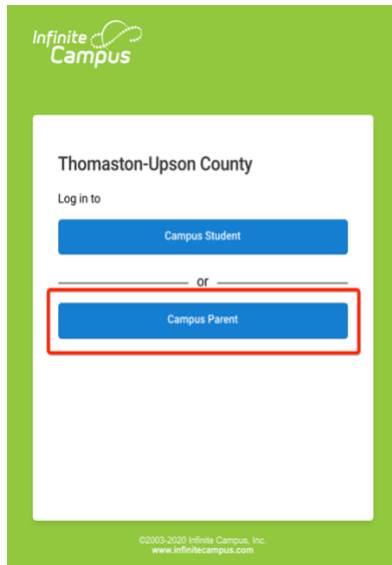 Infinite
Campus
Thomaston-Upson County
Log in to
Campus Student
or
Campus Parent
©2003-2020 Infinite Campus, Inc.
www.infinitecampus.com